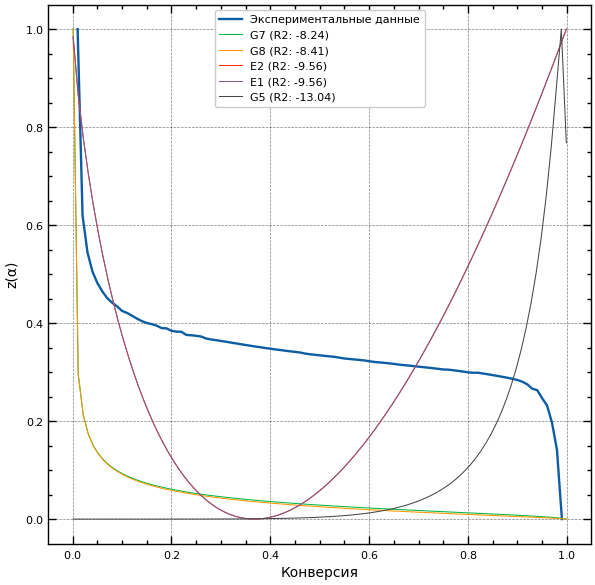 Экспериментальные данные
G7 (R2: -8.24)
G8 (R2: -8.41)
E2 (R2: -9.56)
E1 (R2: -9.56)
G5 (R2: -13.04)
z(α)
1.0
0.8
0.6
0.4
0.2
0.0
0.0 0.2 0.4 0.6 0.8 1.0
Конверсия